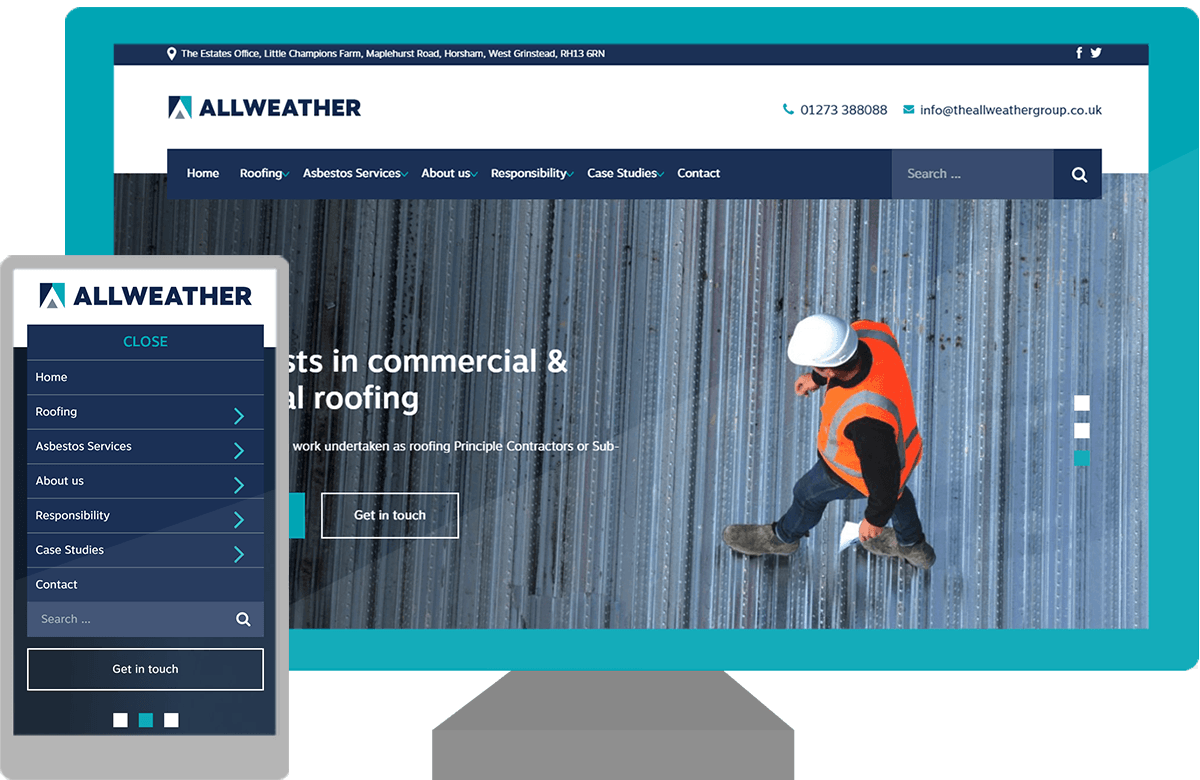 The Estates Office, Little Champions Farm, Maplehurst Road, Horsham, West Grinstead, RH13 6RN
ALLWEATHER
01273 388088
info@theallweathergroup.co.uk
Home Roofing Asbestos Services About us Responsibility Case Studies Contact Search ...
sts in commercial &
al roofing
work undertaken as roofing Principle Contractors or Sub-
Get in touch
ALLWEATHER
CLOSE
Home
Roofing
Asbestos Services
About us
Responsibility
Case Studies
Contact
Search ...
Get in touch